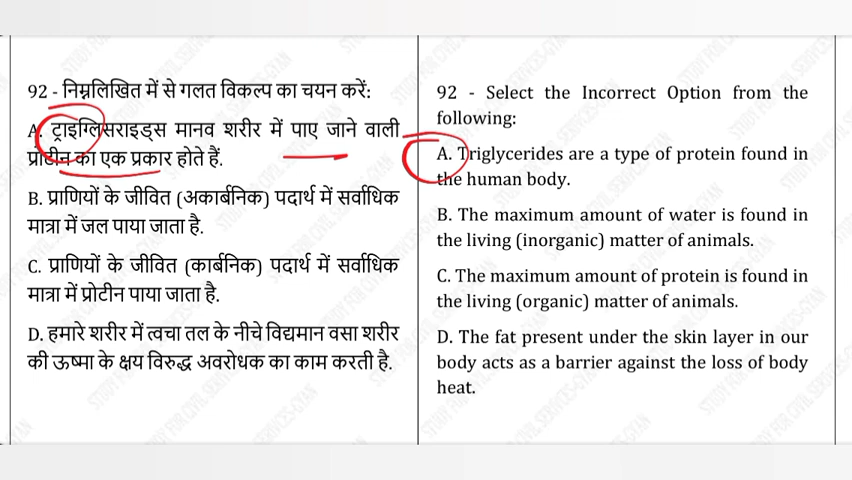 92 - निम्नलिखित में से गलत विकल्प का चयन करें:
A. ट्राइग्लिसराइड्स मानव शरीर में पाए जाने वाली
प्रोटीन का एक प्रकार होते हैं.
B. प्राणियों के जीवित (अकार्बनिक) पदार्थ में सर्वाधिक
मात्रा में जल पाया जाता है.
C. प्राणियों के जीवित (कार्बनिक) पदार्थ में सर्वाधिक
मात्रा में प्रोटीन पाया जाता है.
D. हमारे शरीर में त्वचा तल के नीचे विद्यमान वसा शरीर
की ऊष्मा के क्षय विरुद्ध अवरोधक का काम करती है.
92 - Select the Incorrect Option from the
following:
A. Triglycerides are a type of protein found in
the human body.
B. The maximum amount of water is found in
the living (inorganic) matter of animals.
C. The maximum amount of protein is found in
the living (organic) matter of animals.
D. The fat present under the skin layer in our
body acts as a barrier against the loss of body
heat.